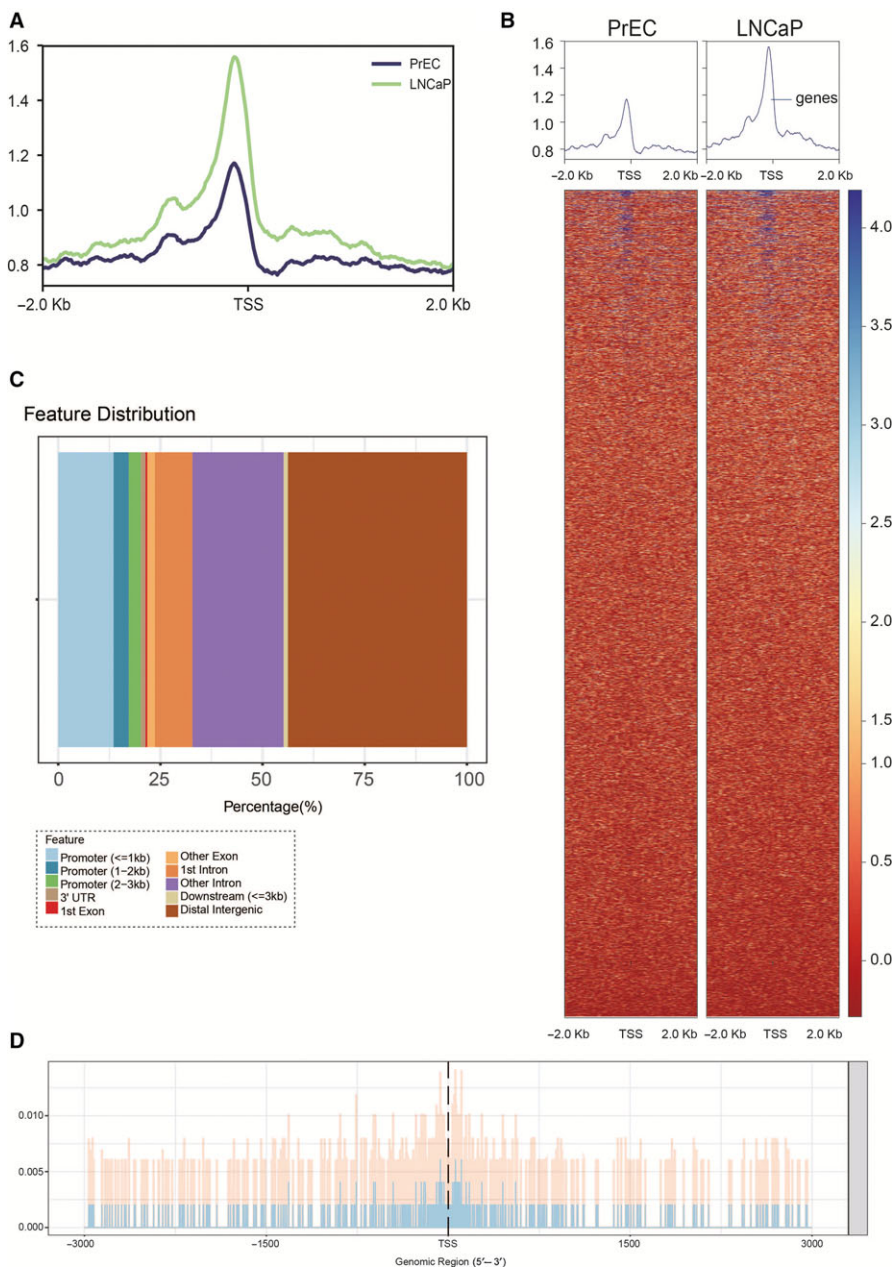 A
1.6
1.4
1.2
1.0
0.8
PrEC
LNCaP
−2.0 Kb TSS 2.0 Kb
B
PrEC LNCaP
1.6
1.4
1.2
1.0
0.8
genes
−2.0 Kb TSS 2.0 Kb −2.0 Kb TSS 2.0 Kb
4.0
3.5
3.0
2.5
2.0
1.5
1.0
0.5
0.0
−2.0 Kb TSS 2.0 Kb −2.0 Kb TSS 2.0 Kb
C
Feature Distribution
0 25 50 75 100
Percentage(%)
Feature
Promoter (<=1kb)
Promoter (1−2kb)
Promoter (2−3kb)
3' UTR
1st Exon
Other Exon
1st Intron
Other Intron
Downstream (<=3kb)
Distal Intergenic
D
0.010
0.005
0.000
−3000 −1500 TSS 1500 3000
Genomic Region (5′– 3′)